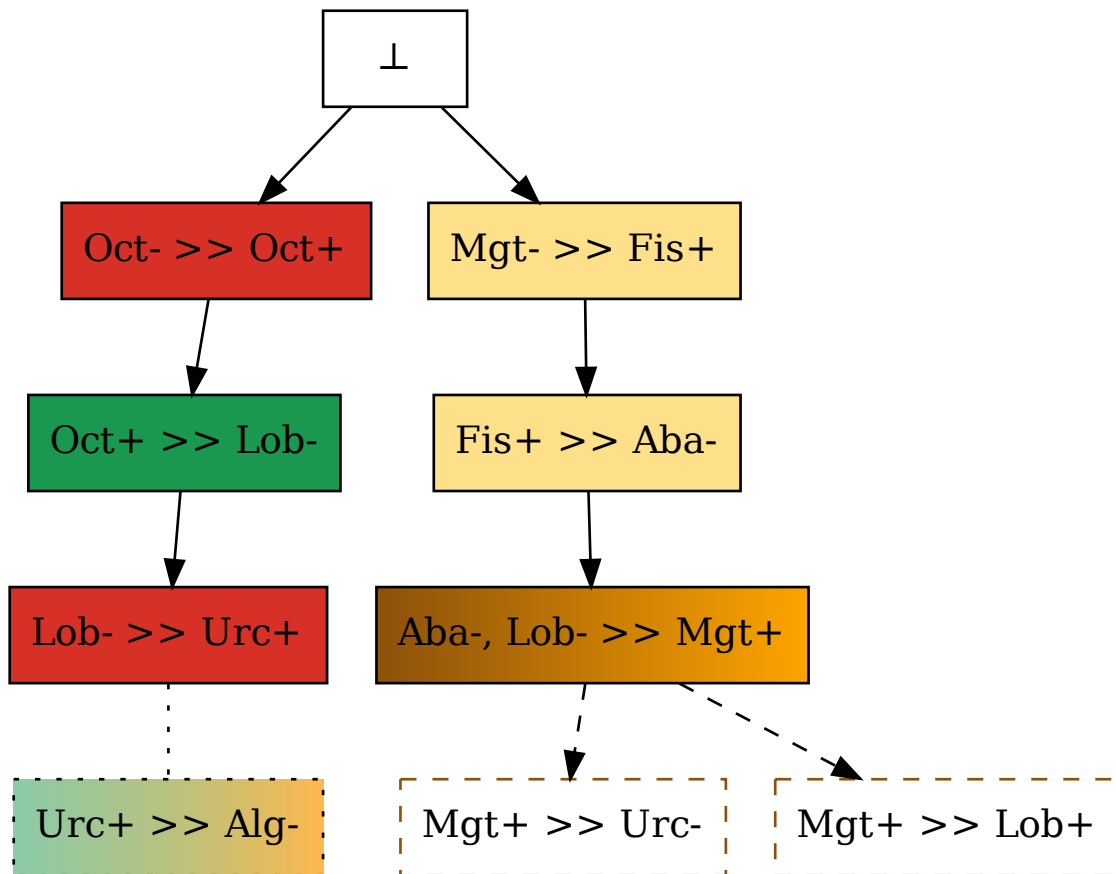 ⊥
Oct- >> Oct+
Mgt- >> Fis+
Oct+ >> Lob-
Fis+ >> Aba-
Lob- >> Urc+
Aba-, Lob- >> Mgt+
Urc+ >> Alg-
Mgt+ >> Urc-
Mgt+ >> Lob+